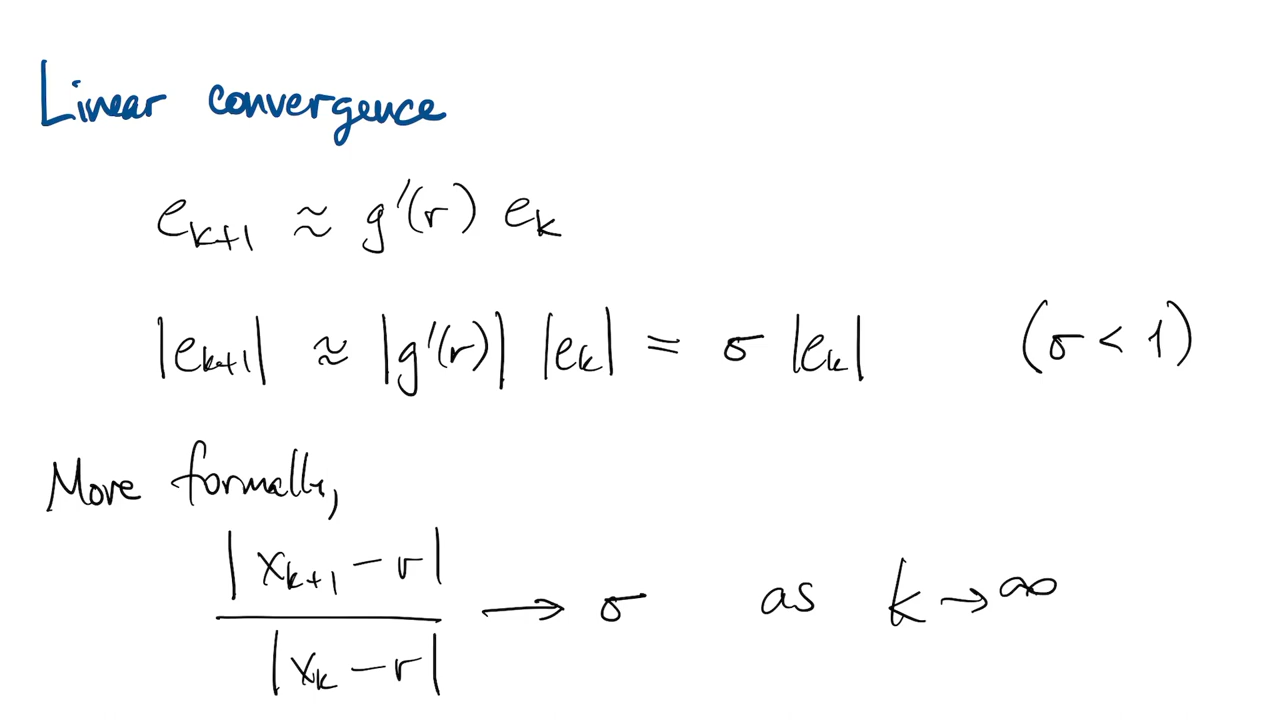 Linear convergence
e_{k+1} ≈ g'(r) e_k
|e_{k+1}| ≈ |g'(r)| |e_k| = σ |e_k| (σ < 1)
More formally,
|x_{k+1} − r| / |x_k − r| → σ as k → ∞